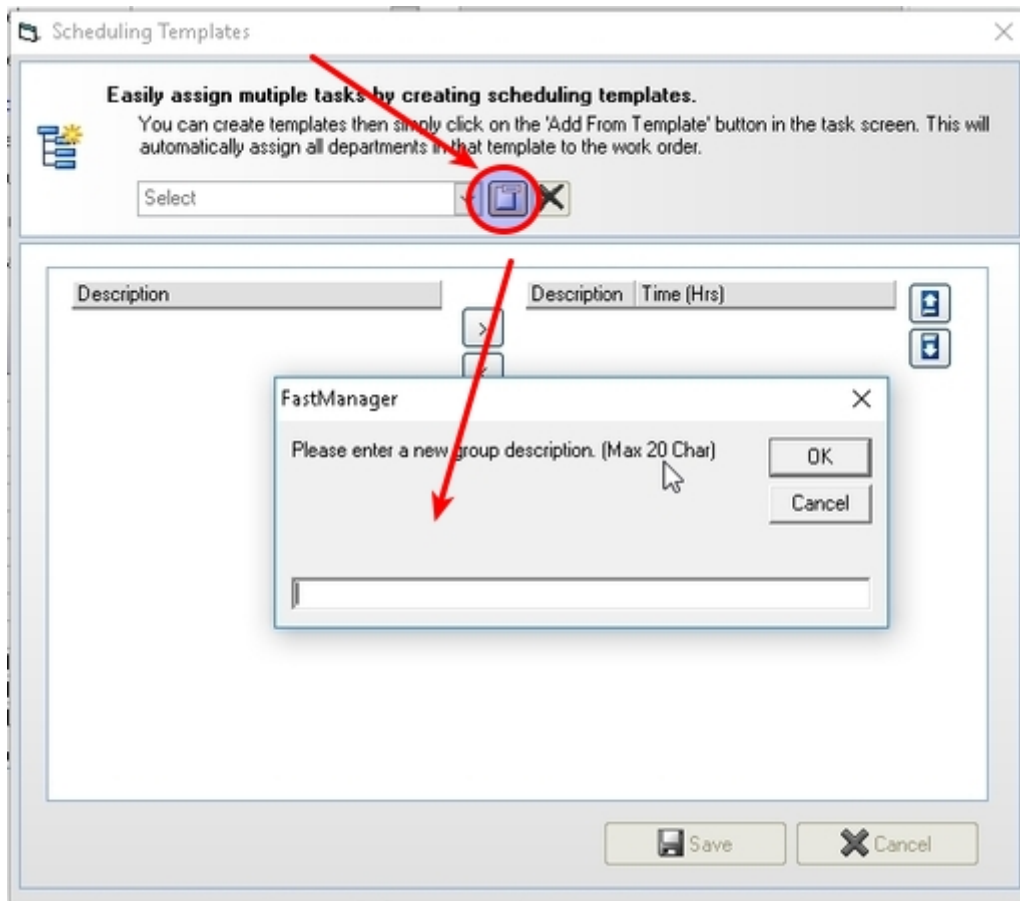 Scheduling Templates
Easily assign mutiple tasks by creating scheduling templates.
You can create templates then simply click on the 'Add From Template' button in the task screen. This will
automatically assign all departments in that template to the work order.
Select
Description
Description Time (Hrs)
>
<
FastManager
Please enter a new group description. (Max 20 Char)
OK
Cancel
Save
Cancel